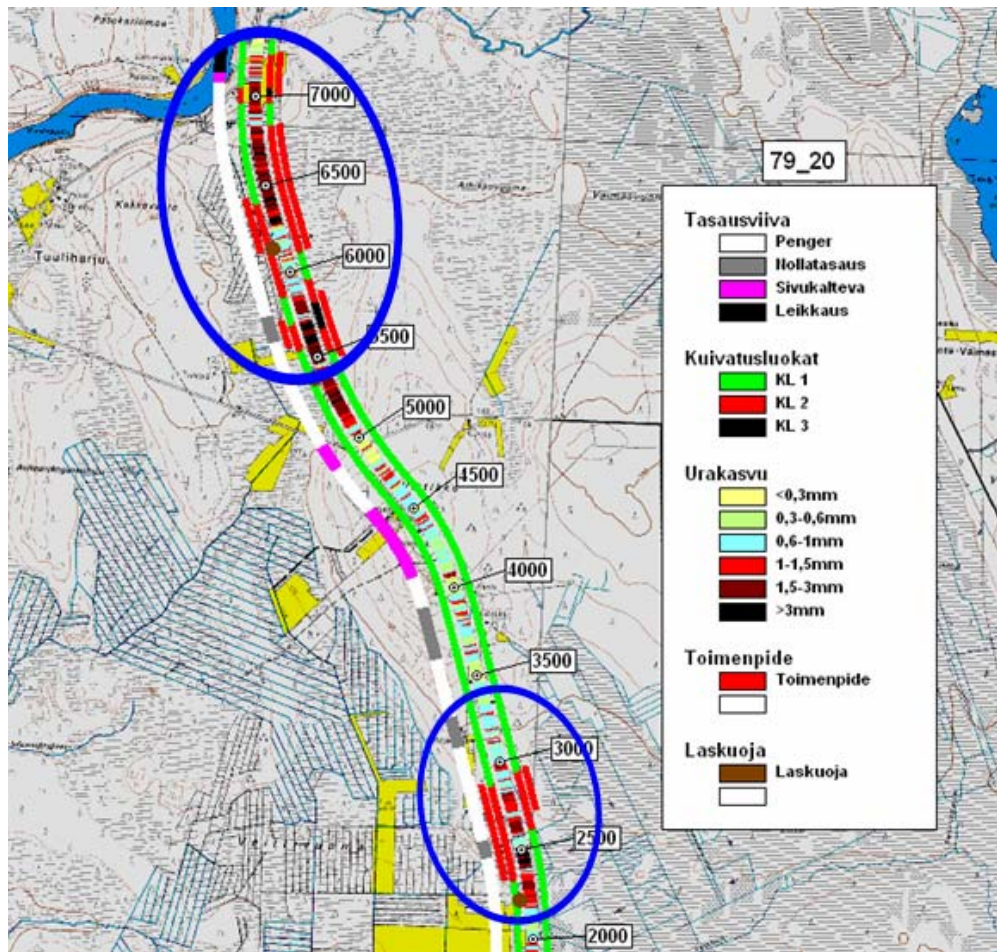 7000
79_20
6500
Tasausviiva
Penger
Nollatasaus
Sivukalteva
Leikkaus
Tuuliharju
6000
5500
Kuivatusluokat
KL 1
KL 2
KL 3
5000
4500
Urakasvu
<0,3mm
0,3-0,6mm
0,6-1mm
1-1,5mm
1,5-3mm
>3mm
4000
3500
Toimenpide
Toimenpide
3000
Laskuoja
Laskuoja
2500
2000